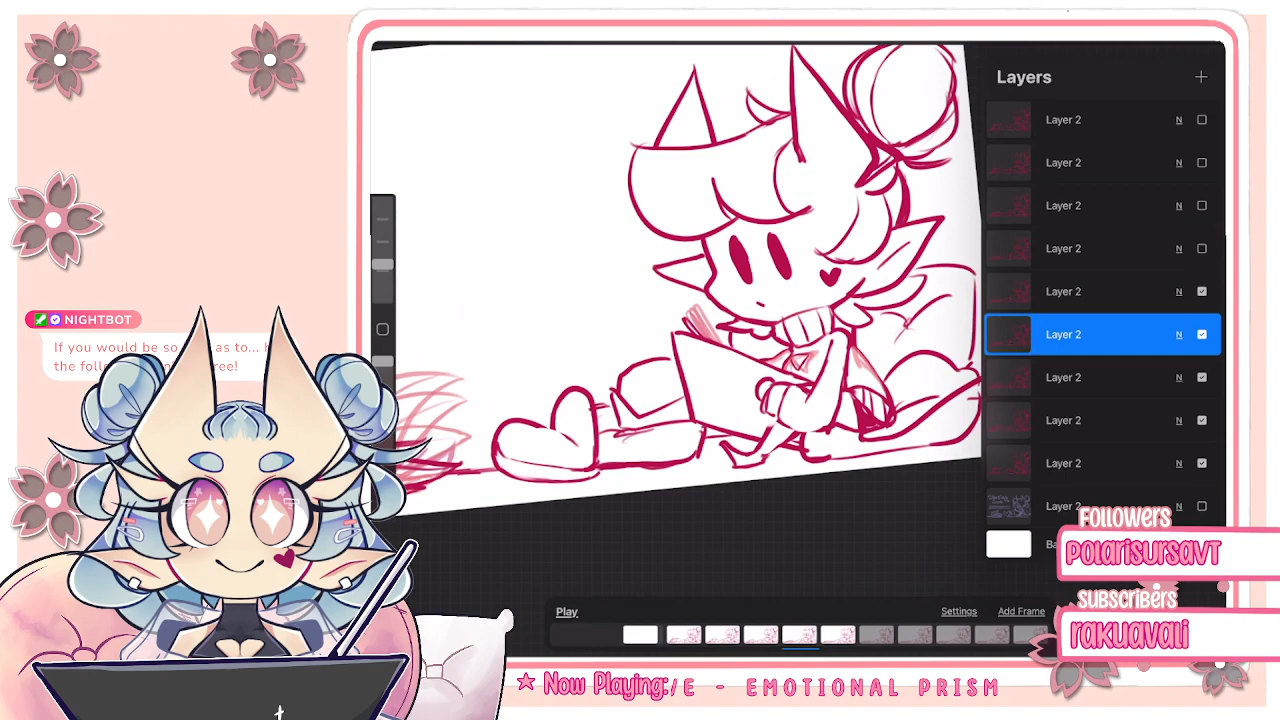 Layers
Layer 2 N
Layer 2 N
Layer 2 N
Layer 2 N
Layer 2 N
Layer 2 N
Layer 2 N
Layer 2 N
Layer 2 N
Layer 2 N
NIGHTBOT
If you would be so as to...
the
Followers
PolarisUrsaVT
Subscribers
Rakuavali
Play
Settings
Add Frame
Now Playing:
/E - EMOTIONAL PRISM